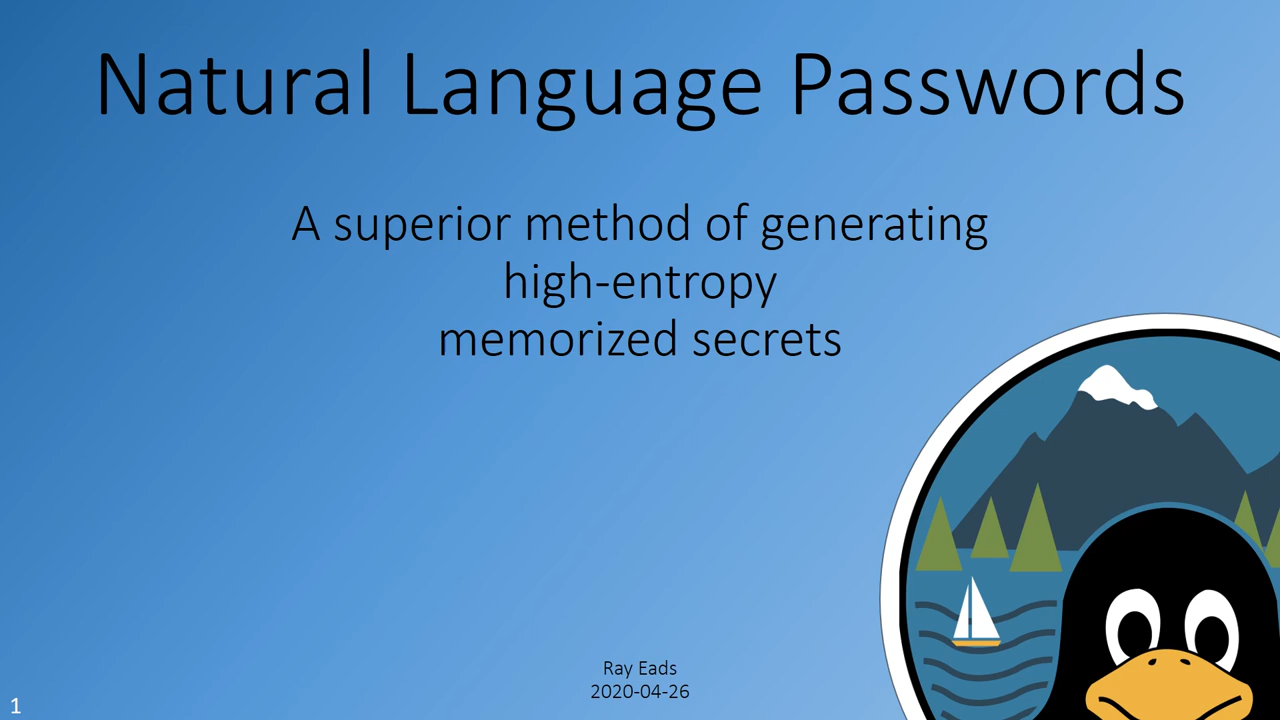 Natural Language Passwords
A superior method of generating
high-entropy
memorized secrets
Ray Eads
2020-04-26
1